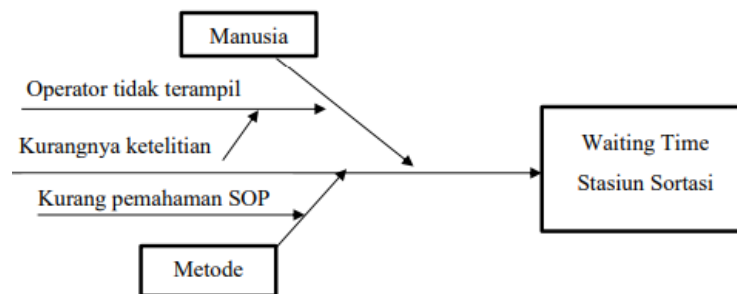 Manusia
Operator tidak terampil
Kurangnya ketelitian
Waiting Time
Stasiun Sortasi
Kurang pemahaman SOP
Metode